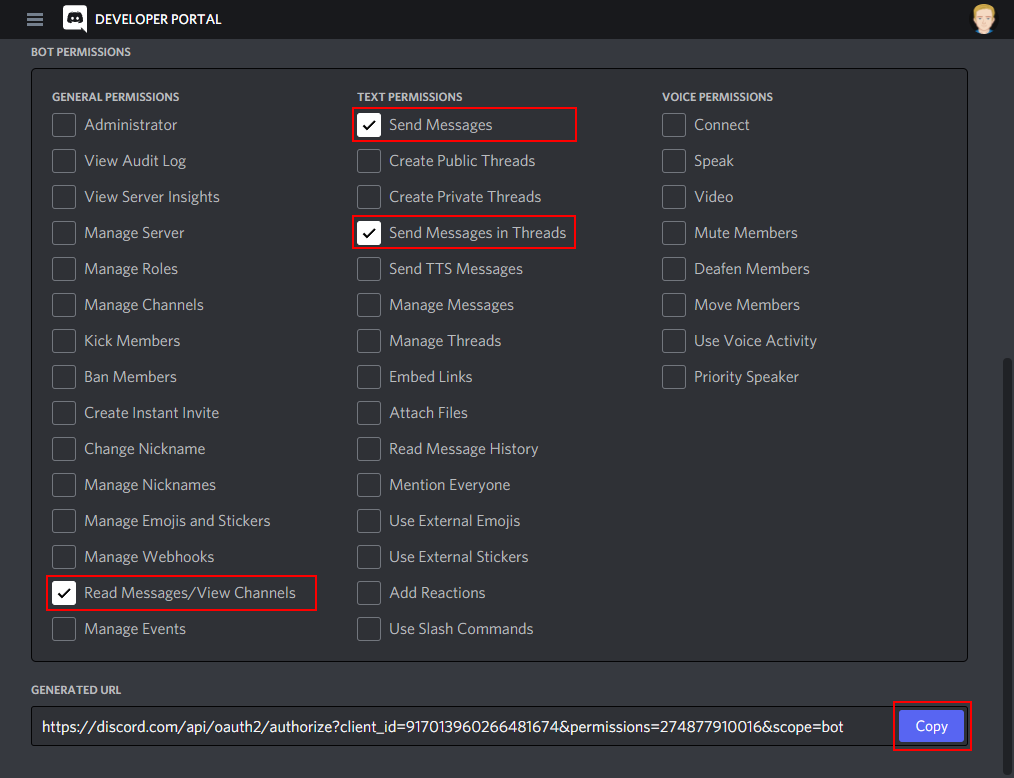 DEVELOPER PORTAL
BOT PERMISSIONS
GENERAL PERMISSIONS
Administrator
View Audit Log
View Server Insights
Manage Server
Manage Roles
Manage Channels
Kick Members
Ban Members
Create Instant Invite
Change Nickname
Manage Nicknames
Manage Emojis and Stickers
Manage Webhooks
Read Messages/View Channels
Manage Events
TEXT PERMISSIONS
Send Messages
Create Public Threads
Create Private Threads
Send Messages in Threads
Send TTS Messages
Manage Messages
Manage Threads
Embed Links
Attach Files
Read Message History
Mention Everyone
Use External Emojis
Use External Stickers
Add Reactions
Use Slash Commands
VOICE PERMISSIONS
Connect
Speak
Video
Mute Members
Deafen Members
Move Members
Use Voice Activity
Priority Speaker
GENERATED URL
https://discord.com/api/oauth2/authorize?client_id=917013960266481674&permissions=274877910016&scope=bot
Copy